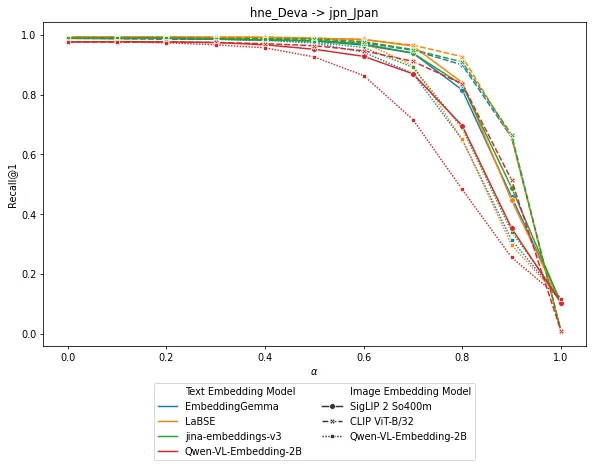 hne_Deva -> jpn_Jpan
Recall@1
1.0
0.8
0.6
0.4
0.2
0.0
0.0 0.2 0.4 0.6 0.8 1.0
α
Text Embedding Model Image Embedding Model
EmbeddingGemma SigLIP 2 So400m
LaBSE CLIP ViT-B/32
jina-embeddings-v3 Qwen-VL-Embedding-2B
Qwen-VL-Embedding-2B